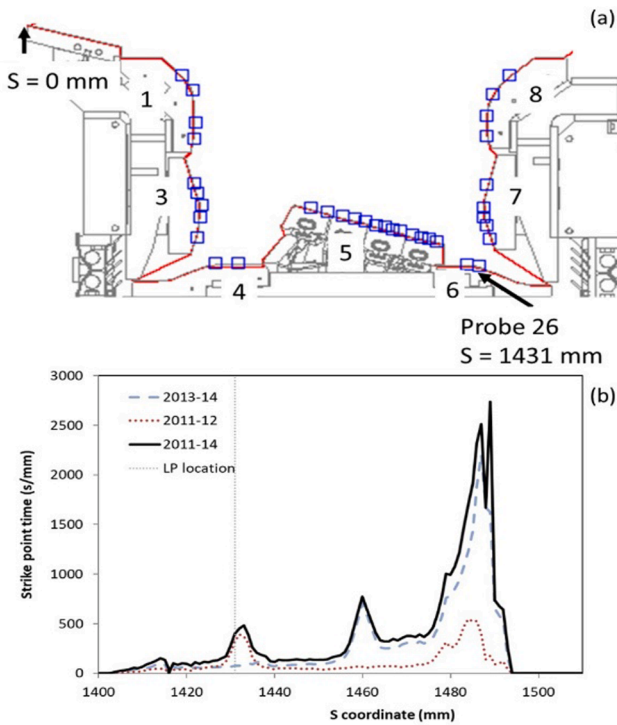 (a)
S = 0 mm
1
8
3
7
5
4
6
Probe 26
S = 1431 mm
(b)
3000
2500
2000
1500
1000
500
0
2013-14
2011-12
2011-14
LP location
Strike point time (s/mm)
1400
1420
1440
1460
1480
1500
S coordinate (mm)